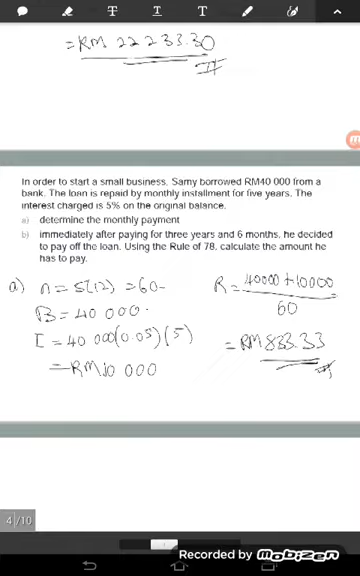 = RM 22 233.30
In order to start a small business, Samy borrowed RM40 000 from a
bank. The loan is repaid by monthly installment for five years. The
interest charged is 5% on the original balance.
a) determine the monthly payment
b) immediately after paying for three years and 6 months, he decided
to pay off the loan. Using the Rule of 78, calculate the amount he
has to pay.
a) n = 5(12) = 60
B = 40 000.
I = 40 000 (0.05) (5)
= RM 10 000
R = 40000 + 10000
60
= RM 833.33
4/10
Recorded by Mobizen